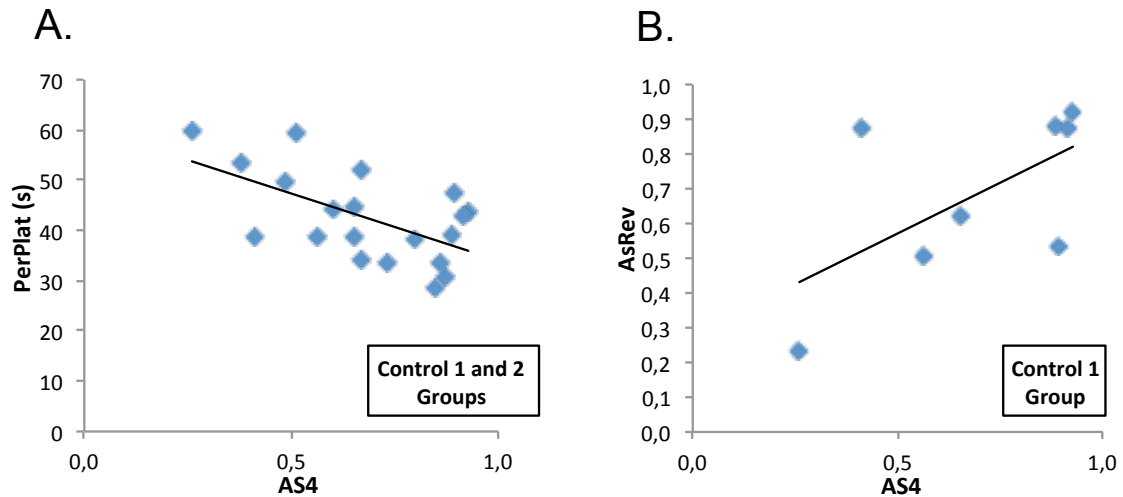 A.
PerPlat (s)
70
60
50
40
30
20
10
0
0,0
0,5
1,0
AS4
Control 1 and 2
Groups
B.
AsRev
1,0
0,9
0,8
0,7
0,6
0,5
0,4
0,3
0,2
0,1
0,0
0,0
0,5
1,0
AS4
Control 1
Group